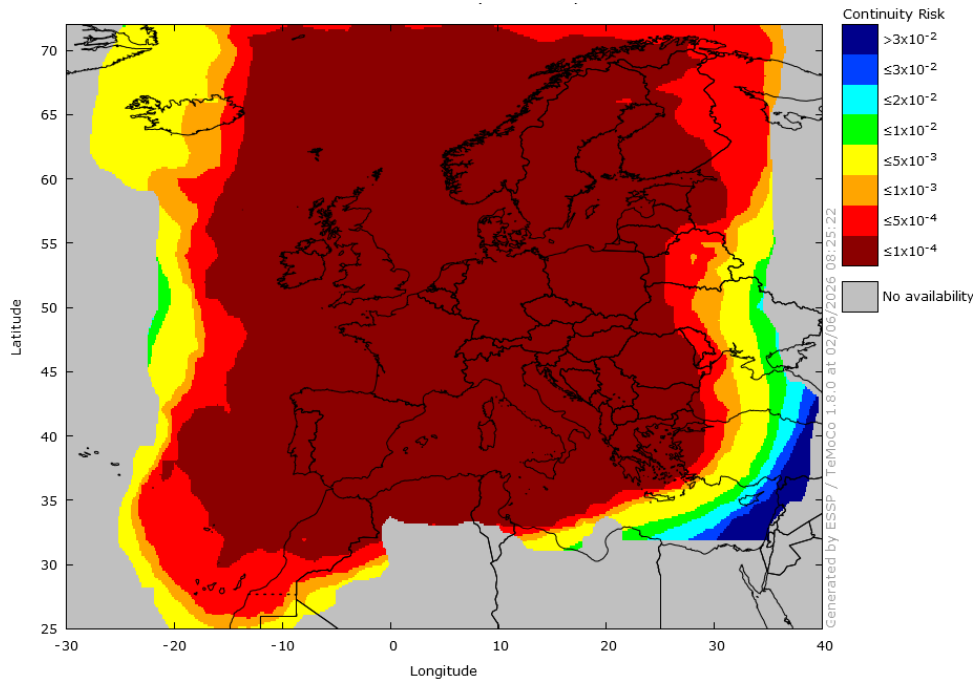 Continuity Risk
>3x10-2
≤3x10-2
≤2x10-2
≤1x10-2
≤5x10-3
≤1x10-3
≤5x10-4
≤1x10-4
No availability
70
65
60
55
50
45
40
35
30
25
Latitude
-30
-20
-10
0
10
20
30
40
Longitude
Generated by ESSP / TeMoCo 1.8.0 at 02/06/2026 08:25:22